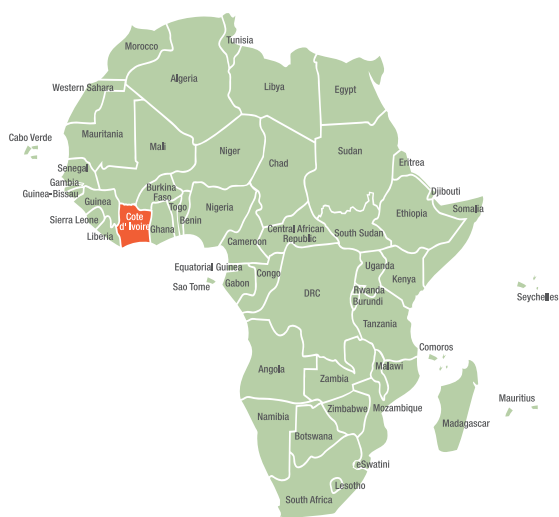 Tunisia
Morocco
Algeria
Libya
Egypt
Western Sahara
Mauritania
Cabo Verde
Mali
Niger
Chad
Sudan
Eritrea
Senegal
Gambia
Guinea-Bissau
Guinea
Burkina
Faso
Djibouti
Somalia
Ethiopia
Togo
Benin
Nigeria
Sierra Leone
Cote
d' Ivoire
Ghana
Liberia
Central African
Republic
South Sudan
Cameroon
Equatorial Guinea
Sao Tome
Gabon
Congo
DRC
Uganda
Kenya
Rwanda
Burundi
Seychelles
Tanzania
Comoros
Angola
Zambia
Malawi
Mauritius
Zimbabwe
Mozambique
Namibia
Botswana
Madagascar
eSwatini
Lesotho
South Africa